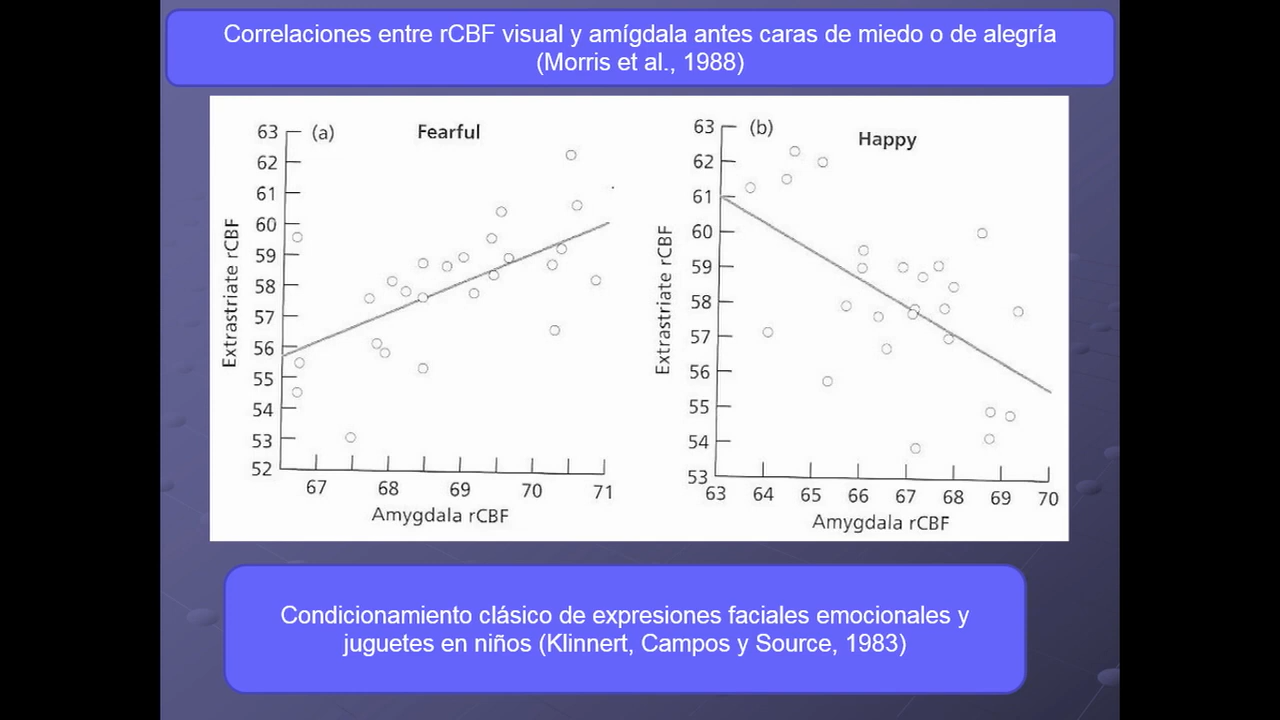 Correlaciones entre rCBF visual y amígdala antes caras de miedo o de alegría
(Morris et al., 1988)
(a)
Fearful
63
62
61
60
59
58
57
56
55
54
53
52
Extrastriate rCBF
67 68 69 70 71
Amygdala rCBF
(b)
Happy
63
62
61
60
59
58
57
56
55
54
53
Extrastriate rCBF
63 64 65 66 67 68 69 70
Amygdala rCBF
Condicionamiento clásico de expresiones faciales emocionales y
juguetes en niños (Klinnert, Campos y Source, 1983)